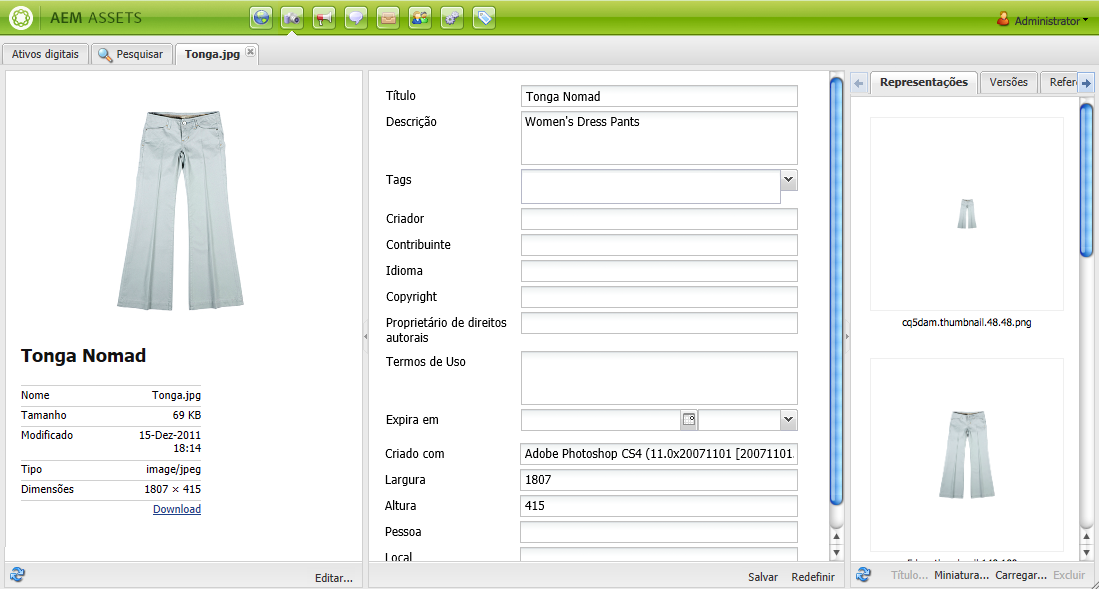 AEM ASSETS
Administrator
Ativos digitais
Pesquisar
Tonga.jpg
Tonga Nomad
Nome Tonga.jpg
Tamanho 69 KB
Modificado 15-Dez-2011
18:14
Tipo image/jpeg
Dimensões 1807 × 415
Download
Editar...
Título Tonga Nomad
Descrição Women's Dress Pants
Tags
Criador
Contribuinte
Idioma
Copyright
Proprietário de direitos
autorais
Termos de Uso
Expira em
Criado com Adobe Photoshop CS4 (11.0x20071101 [20071101.
Largura 1807
Altura 415
Pessoa
Local
Salvar Redefinir
Representações
Versões
Refer
cq5dam.thumbnail.48.48.png
Título... Miniatura... Carregar... Excluir